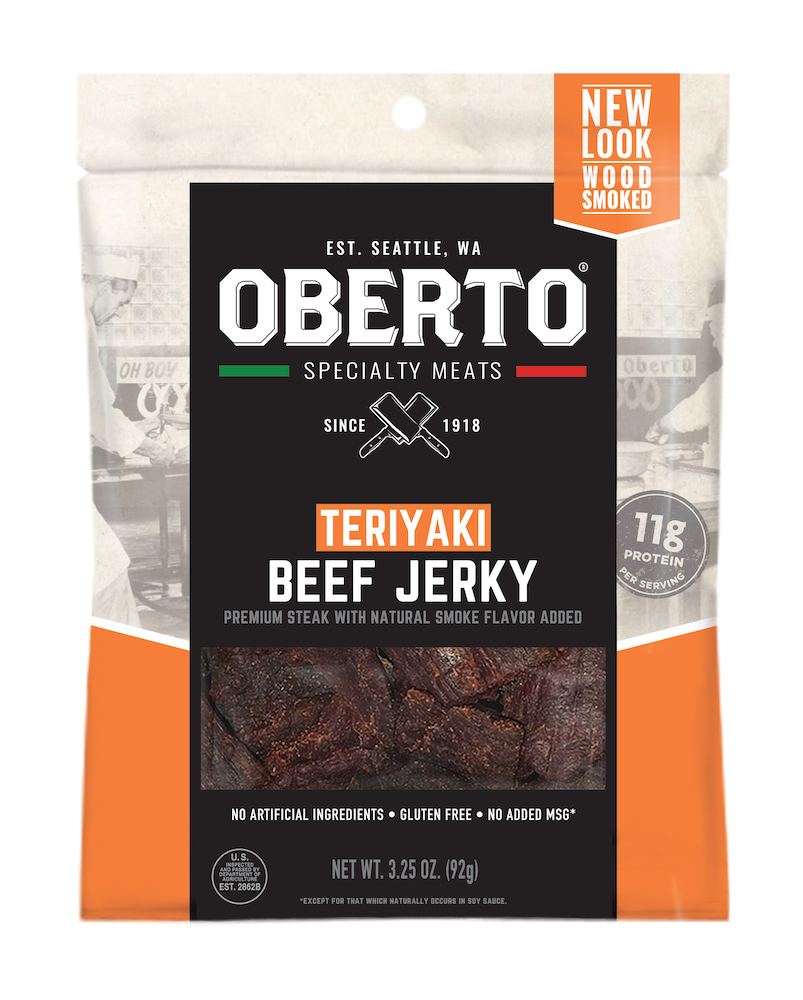 NEW
LOOK
WOOD
SMOKED
EST. SEATTLE, WA
OBERTO®
SPECIALTY MEATS
SINCE 1918
OH BOY
Oberto
TERIYAKI
BEEF JERKY
PREMIUM STEAK WITH NATURAL SMOKE FLAVOR ADDED
11g
PROTEIN
PER SERVING
NO ARTIFICIAL INGREDIENTS • GLUTEN FREE • NO ADDED MSG*
U.S.
INSPECTED
AND PASSED BY
DEPARTMENT OF
AGRICULTURE
EST. 2862B
NET WT. 3.25 OZ. (92g)
*EXCEPT FOR THAT WHICH NATURALLY OCCURS IN SOY SAUCE.